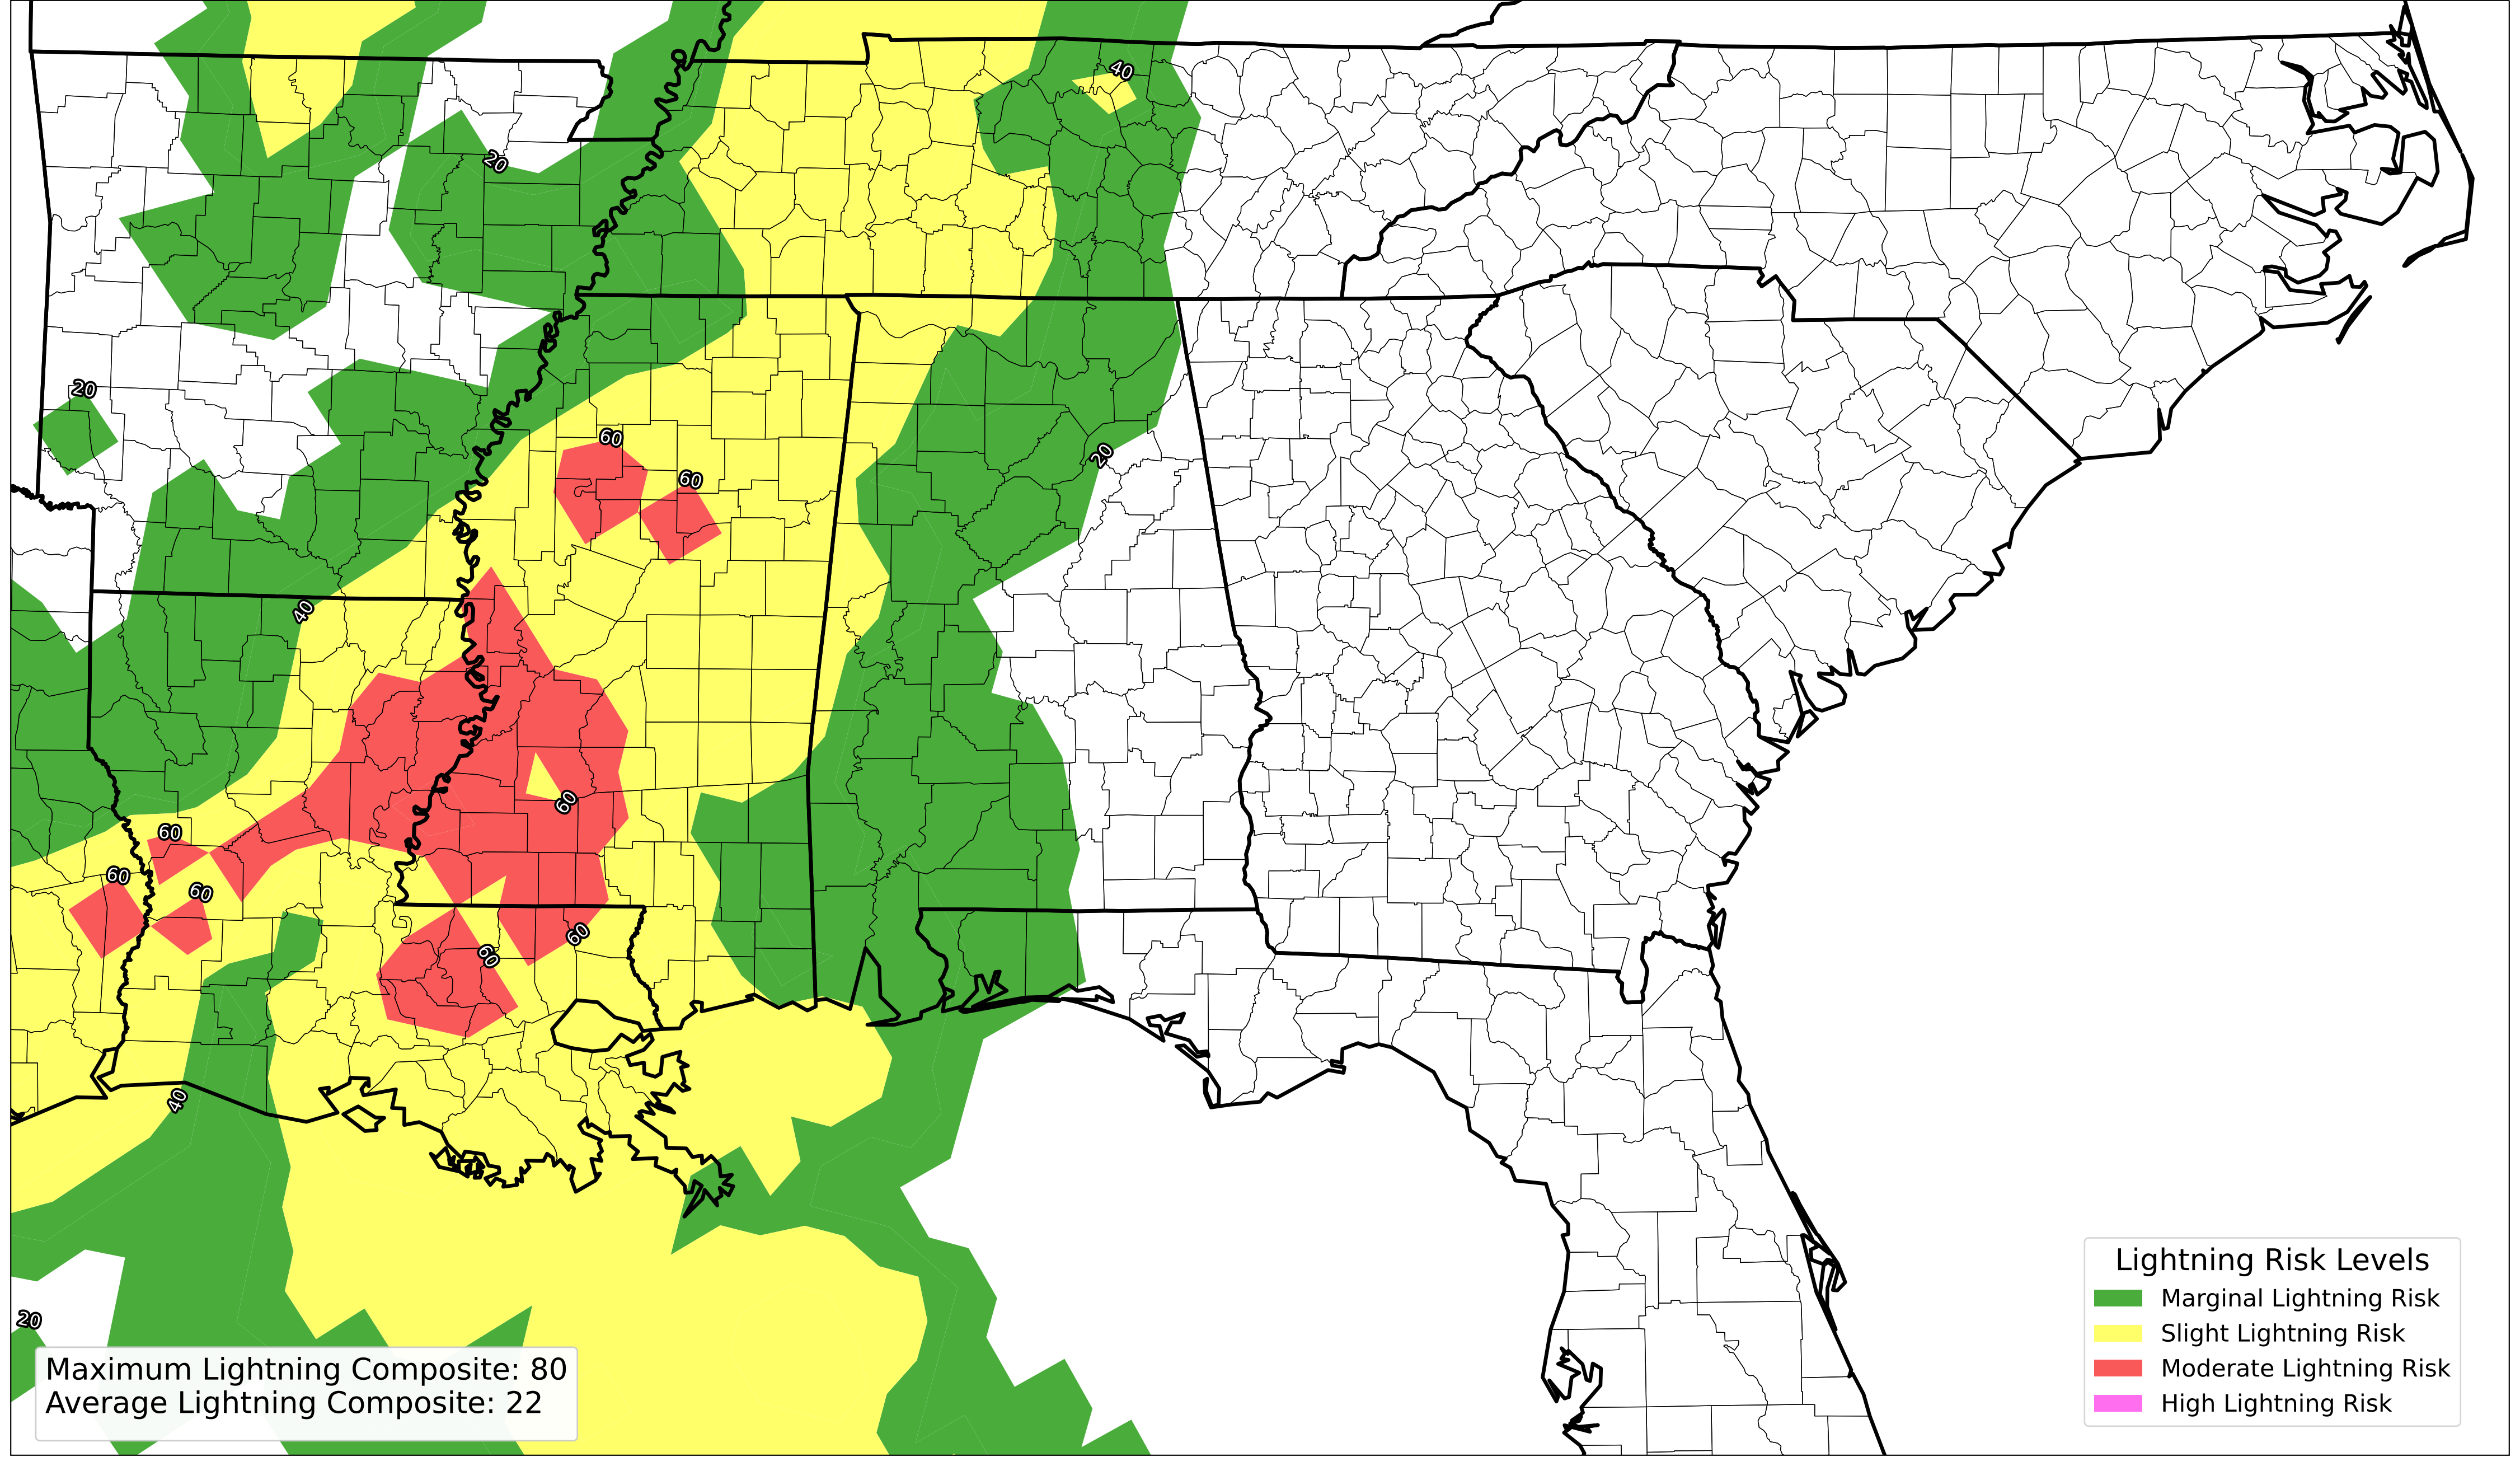 40
20
20
60
20
60
40
60
60
60
60
60
60
40
20
Maximum Lightning Composite: 80
Average Lightning Composite: 22
Lightning Risk Levels
Marginal Lightning Risk
Slight Lightning Risk
Moderate Lightning Risk
High Lightning Risk